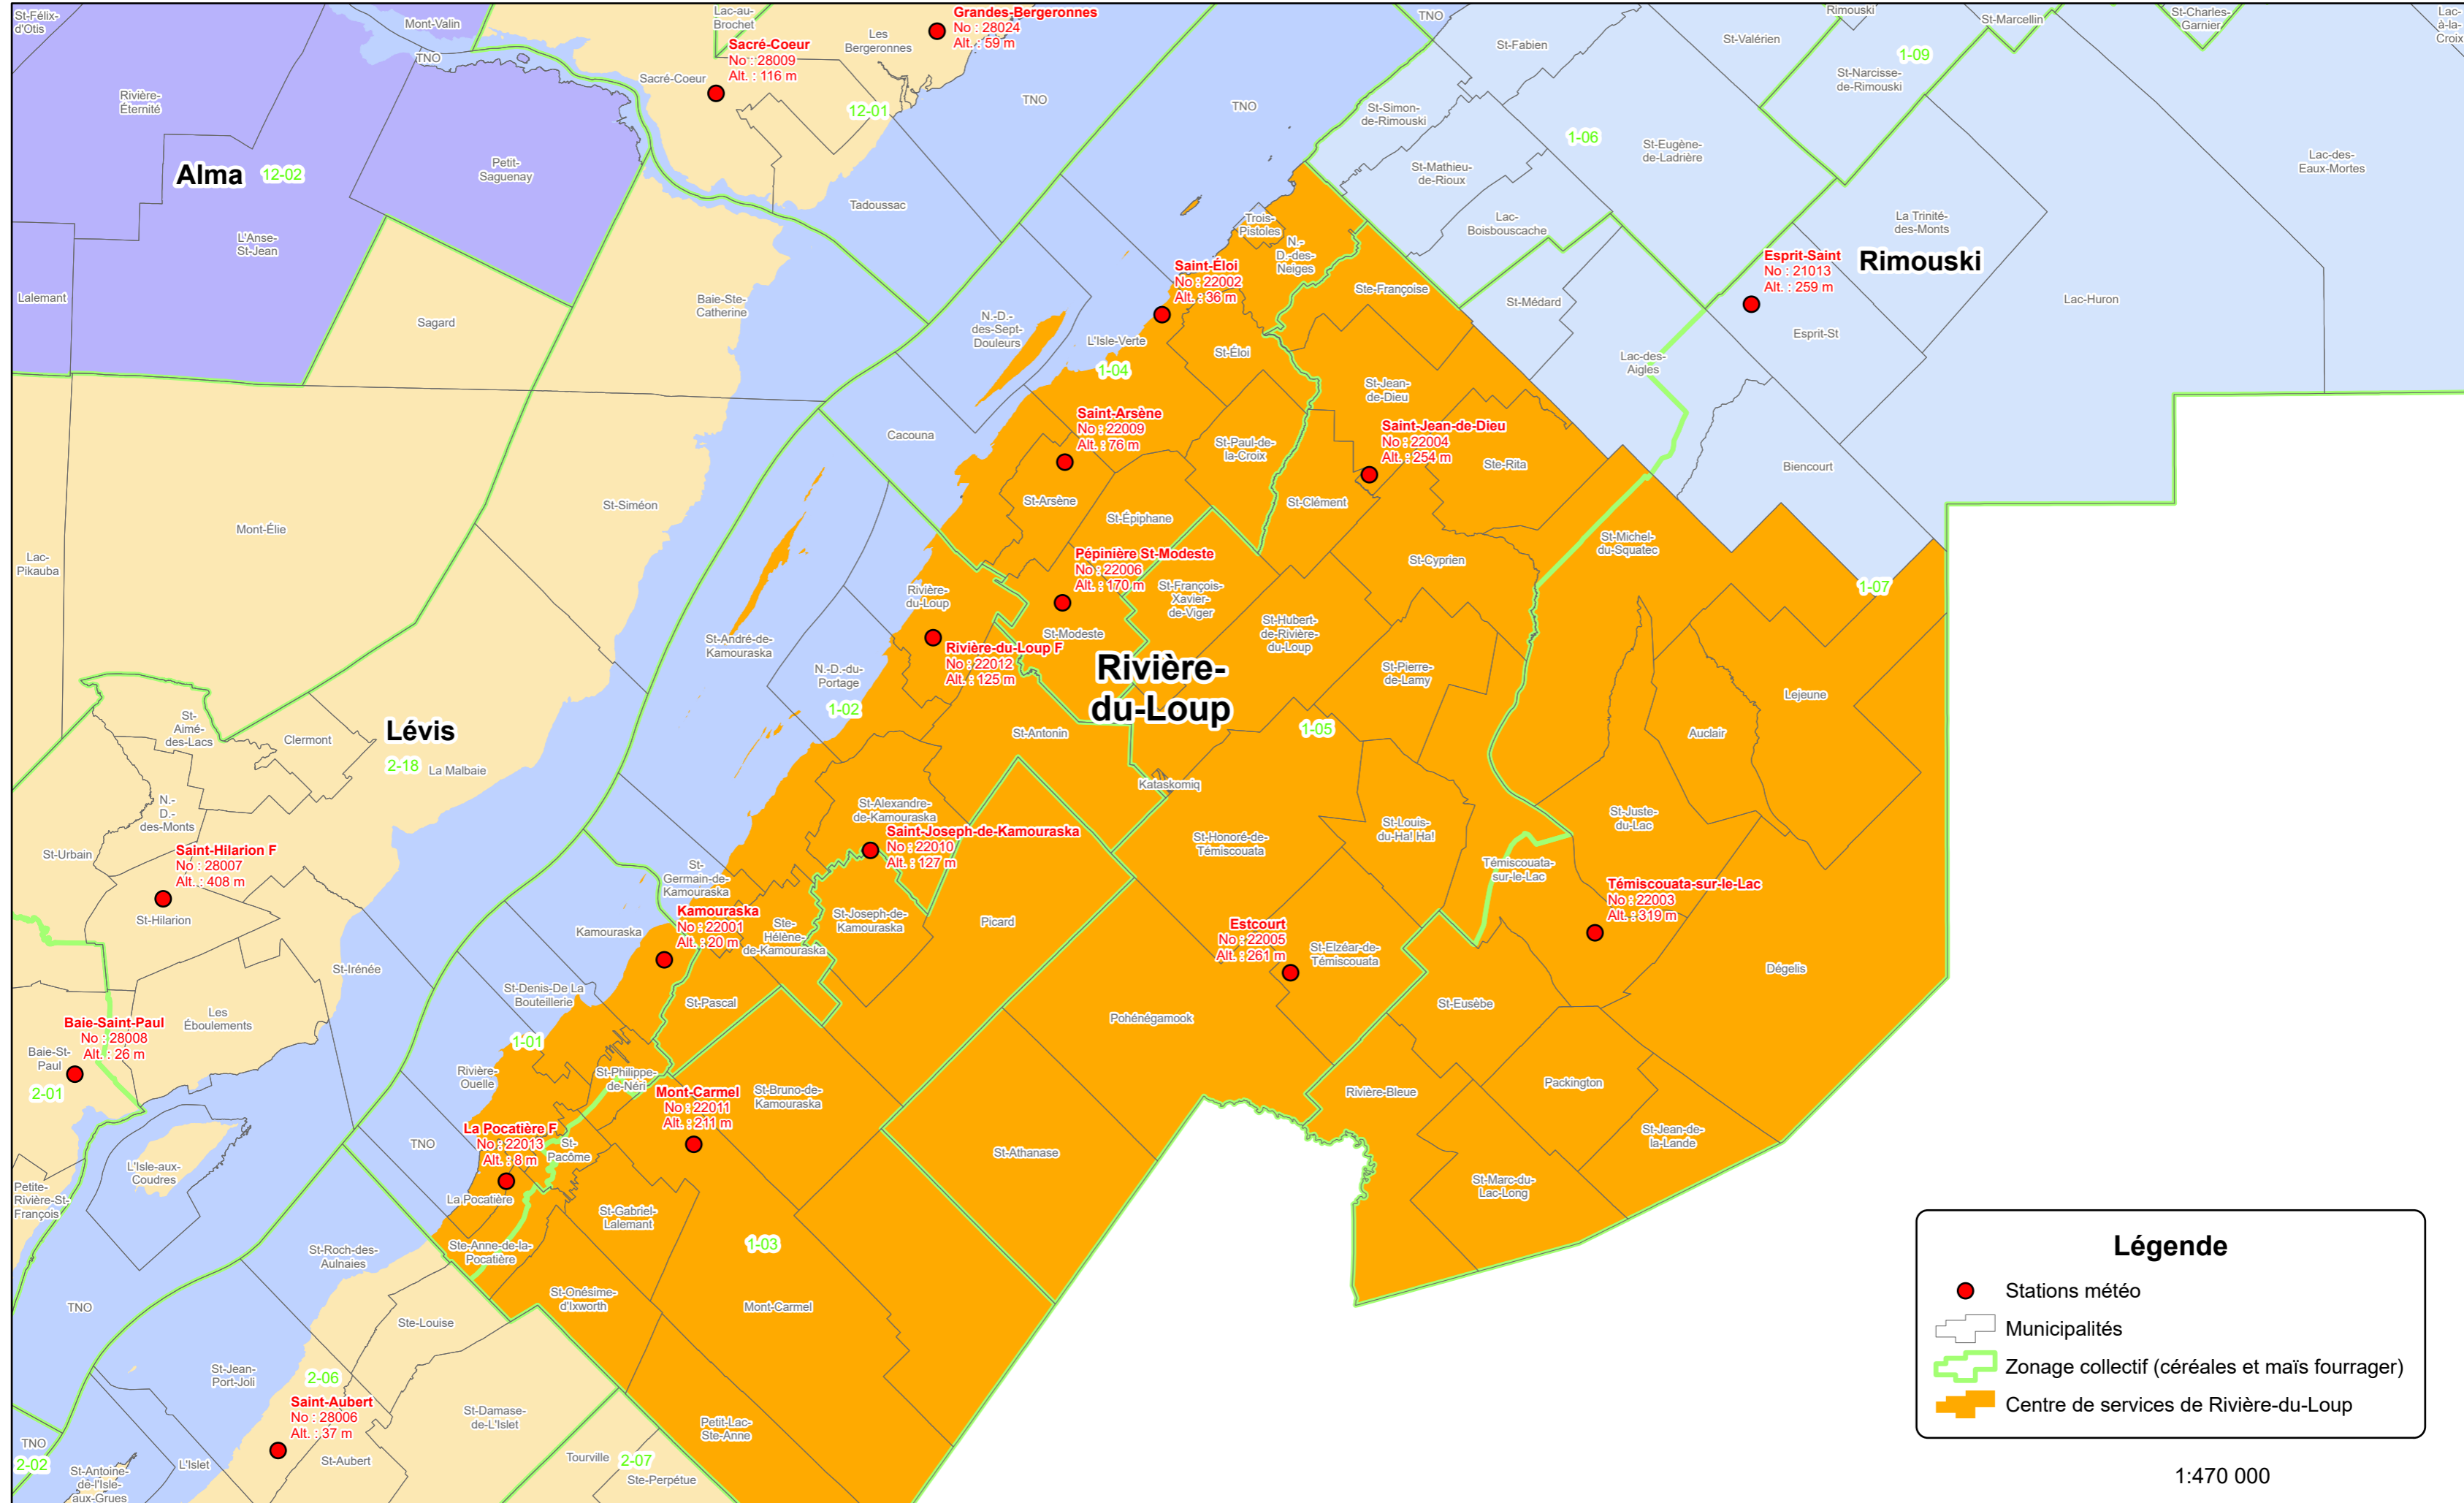 St-Félix-
d'Otis
Mont-Valin
TNO
Lac-au-
Brochet
Les
Bergeronnes
Grandes-Bergeronnes
No : 28024
Alt. : 59 m
Sacré-Coeur
No : 28009
Alt. : 116 m
Sacré-Coeur
12-01
TNO
TNO
TNO
St-Fabien
Rimouski
St-Valérien
St-Marcellin
St-Charles-
Garnier
Lac-
à-la-
Croix
1-09
St-Narcisse-
de-Rimouski
Rivière-
Éternité
Alma
12-02
Petit-
Saguenay
L'Anse-
St-Jean
Lalemant
Sagard
Tadoussac
Baie-Ste-
Catherine
St-Simon-
de-Rimouski
1-06
St-Eugène-
de-Ladrière
St-Mathieu-
de-Rioux
Lac-
Boisbouscache
Lac-des-
Eaux-Mortes
La Trinité-
des-Monts
Rimouski
Esprit-Saint
No : 21013
Alt. : 259 m
Esprit-St
Lac-Huron
St-Médard
Lac-des-
Aigles
Biencourt
Trois-
Pistoles
N.-
D.-des-
Neiges
Ste-Françoise
Saint-Éloi
No : 22002
Alt. : 36 m
N.-D.-
des-Sept-
Douleurs
L'Isle-Verte
1-04
St-Éloi
St-Jean-
de-Dieu
Saint-Arsène
No : 22009
Alt. : 76 m
Saint-Jean-de-Dieu
No : 22004
Alt. : 254 m
Cacouna
St-Paul-de-
la-Croix
Ste-Rita
St-Arsène
St-Clément
St-Épiphane
St-Michel-
du-Squatec
St-Cyprien
1-07
Mont-Élie
Lac-
Pikauba
St-Siméon
Pépinière St-Modeste
No : 22006
Alt. : 170 m
St-François-
Xavier-
de-Viger
Rivière-
du-Loup
St-Modeste
St-Hubert-
de-Rivière-
du-Loup
St-André-de-
Kamouraska
N.-D.-du-
Portage
Rivière-du-Loup F
No : 22012
Alt. : 125 m
Rivière-
du-Loup
St-Pierre-
de-Lamy
Lejeune
1-02
1-05
Auclair
St-Antonin
Kataskomiq
St-
Aimé-
des-Lacs
Clermont
Lévis
2-18
La Malbaie
N.-
D.-
des-Monts
St-Urbain
Saint-Hilarion F
No : 28007
Alt. : 408 m
St-Hilarion
St-Alexandre-
de-Kamouraska
Saint-Joseph-de-Kamouraska
No : 22010
Alt. : 127 m
St-Honoré-de-
Témiscouata
St-Louis-
du-Ha! Ha!
St-Juste-
du-Lac
Témiscouata-
sur-le-Lac
Témiscouata-sur-le-Lac
No : 22003
Alt. : 319 m
St-
Germain-de-
Kamouraska
Kamouraska
No : 22001
Alt. : 20 m
Kamouraska
Ste-
Hélène-
de-Kamouraska
St-Joseph-de-
Kamouraska
Picard
Estcourt
No : 22005
Alt. : 261 m
St-Elzéar-de-
Témiscouata
Dégelis
St-Irénée
St-Denis-De La
Bouteillerie
St-Pascal
Pohénégamook
St-Eusèbe
Les
Éboulements
Baie-Saint-Paul
No : 28008
Alt. : 26 m
Baie-St-
Paul
2-01
1-01
Rivière-
Ouelle
St-Philippe-
de-Néri
Mont-Carmel
No : 22011
Alt. : 211 m
St-Bruno-de-
Kamouraska
Rivière-Bleue
Packington
La Pocatière F
No : 22013
Alt. : 8 m
St-
Pacôme
TNO
St-Athanase
St-Jean-de-
la-Lande
L'Isle-aux-
Coudres
Petite-
Rivière-St-
François
La Pocatière
St-Gabriel-
Lalemant
St-Marc-du-
Lac-Long
St-Roch-des-
Aulnaies
Ste-Anne-de-la-
Pocatière
1-03
TNO
St-Onésime-
d'Ixworth
Mont-Carmel
Ste-Louise
St-Jean-
Port-Joli
2-06
Saint-Aubert
No : 28006
Alt. : 37 m
St-Damase-
de-L'Islet
Petit-Lac-
Ste-Anne
TNO
2-02
St-Antoine-
de-l'Isle-
aux-Grues
L'Islet
St-Aubert
Tourville
2-07
Ste-Perpétue
Légende
Stations météo
Municipalités
Zonage collectif (céréales et maïs fourrager)
Centre de services de Rivière-du-Loup
1:470 000